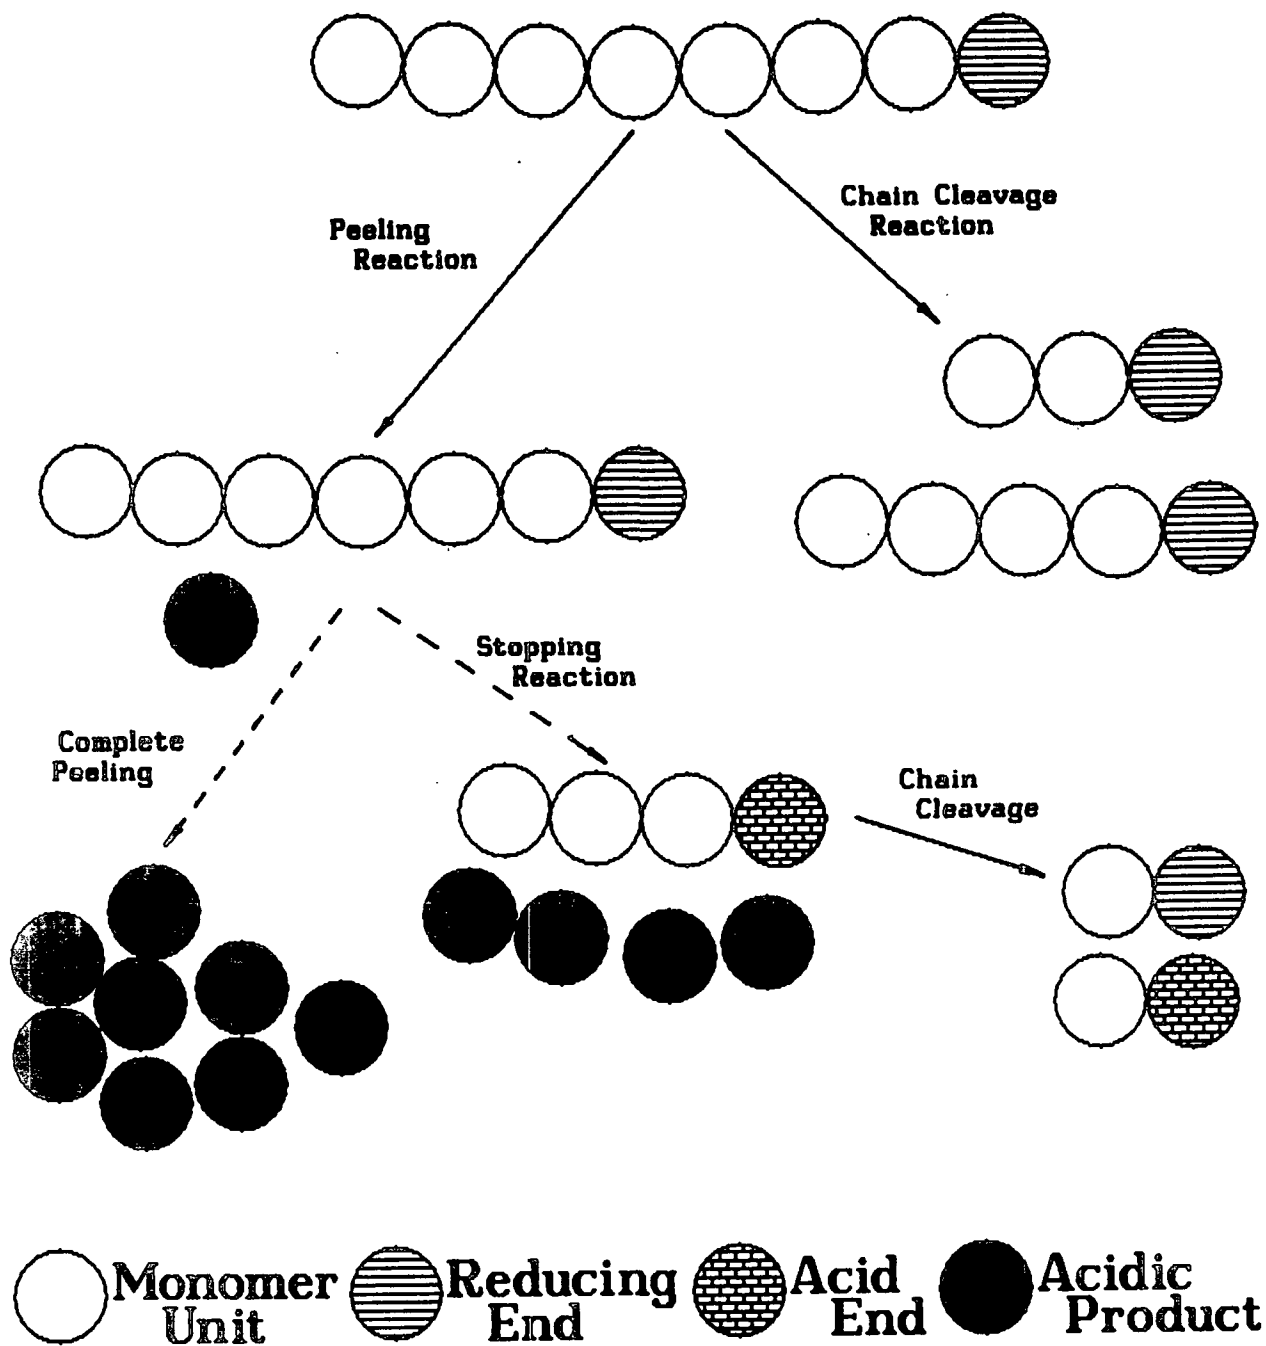 Chain Cleavage
Reaction
Peeling
Reaction
Stopping
Reaction
Complete
Peeling
Chain
Cleavage
Monomer
Unit
Reducing
End
Acid
End
Acidic
Product